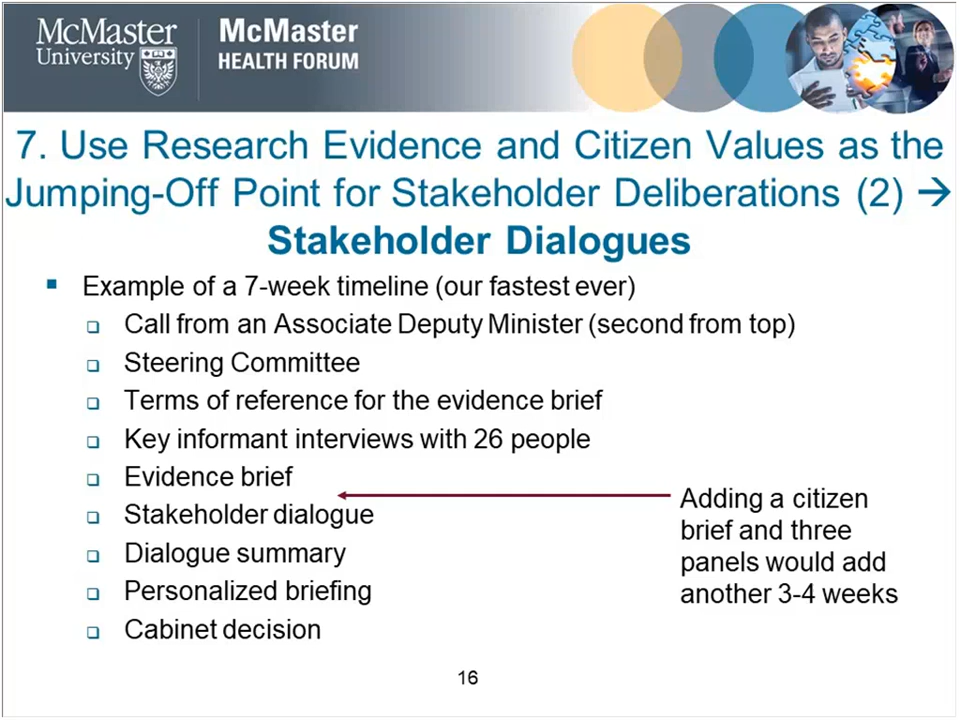 McMaster
University
McMaster
HEALTH FORUM
7. Use Research Evidence and Citizen Values as the
Jumping-Off Point for Stakeholder Deliberations (2) →
Stakeholder Dialogues
Example of a 7-week timeline (our fastest ever)
Call from an Associate Deputy Minister (second from top)
Steering Committee
Terms of reference for the evidence brief
Key informant interviews with 26 people
Evidence brief
Stakeholder dialogue
Dialogue summary
Personalized briefing
Cabinet decision
Adding a citizen
brief and three
panels would add
another 3-4 weeks
16